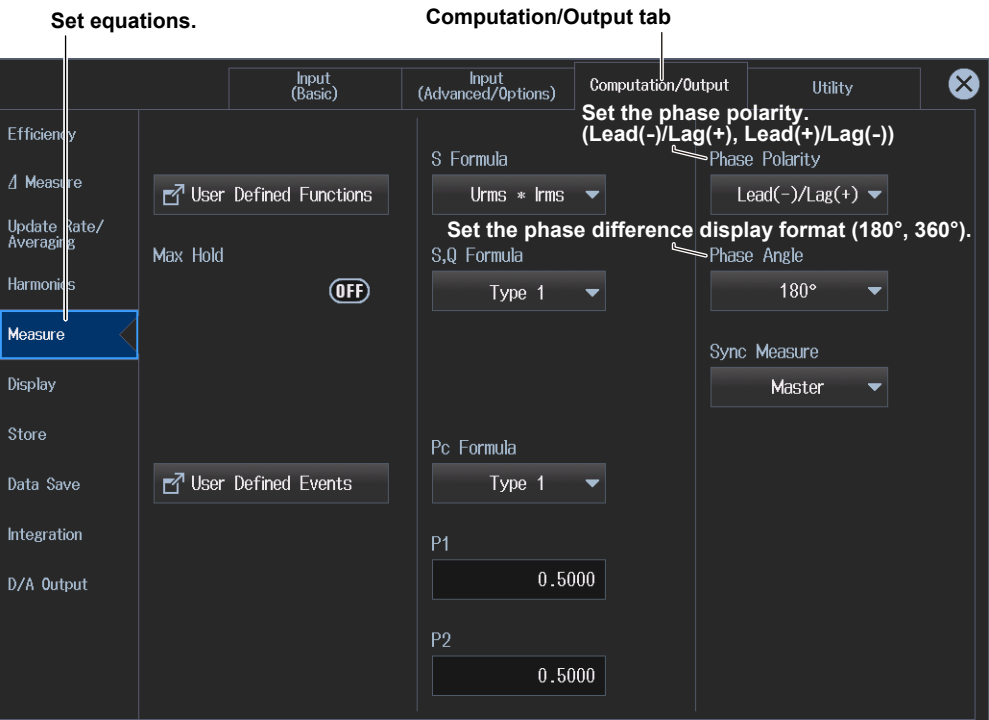 Set equations.
Computation/Output tab
Input
(Basic)
Input
(Advanced/Options)
Computation/Output
Utility
Set the phase polarity.
(Lead(-)/Lag(+), Lead(+)/Lag(-))
Efficiency
Δ Measure
Update Rate/
Averaging
Harmonics
Measure
Display
Store
Data Save
Integration
D/A Output
User Defined Functions
Max Hold
OFF
User Defined Events
S Formula
Urms * Irms
S,Q Formula
Type 1
Pc Formula
Type 1
P1
0.5000
P2
0.5000
Phase Polarity
Lead(-)/Lag(+)
Set the phase difference display format (180°, 360°).
Phase Angle
180°
Sync Measure
Master